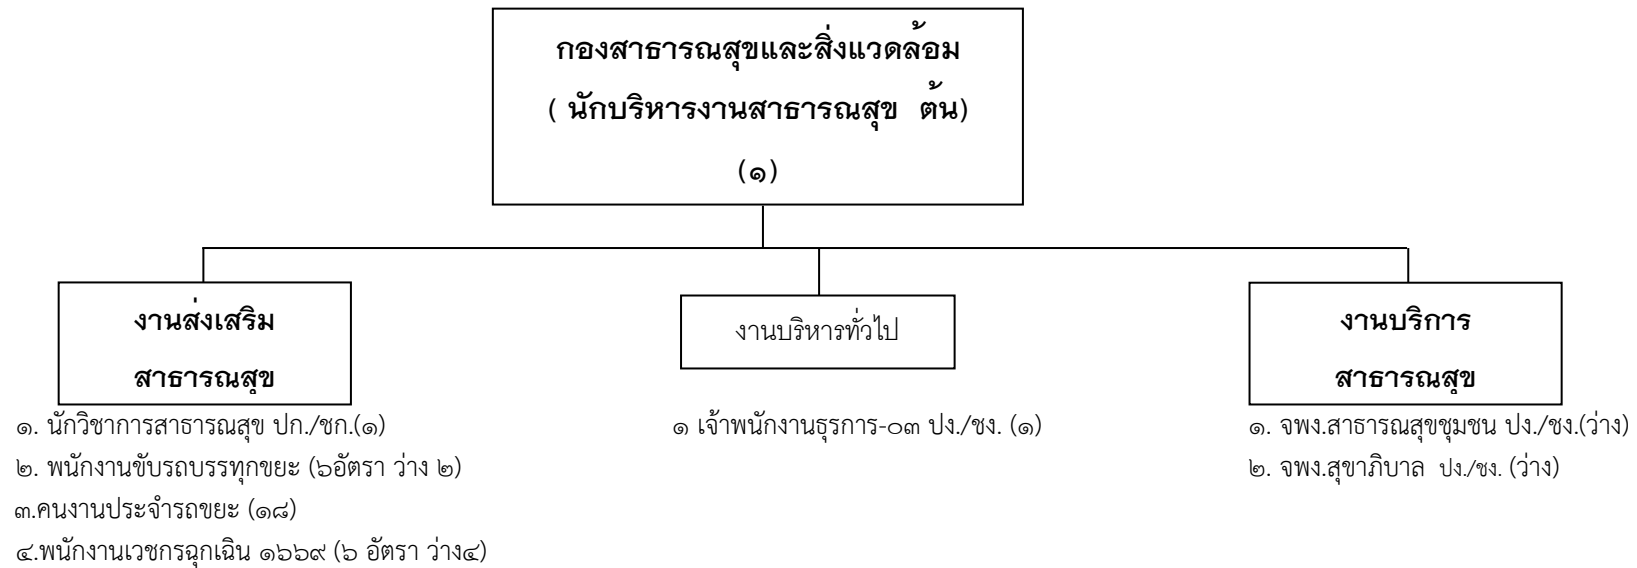 กองสาธารณสุขและสิ่งแวดล้อม
( นักบริหารงานสาธารณสุข ต้น)
(๑)
งานส่งเสริม
สาธารณสุข
๑. นักวิชาการสาธารณสุข ปก./ชก.(๑)
๒. พนักงานขับรถบรรทุกขยะ (๖อัตรา ว่าง ๒)
๓.คนงานประจำรถขยะ (๑๘)
๔.พนักงานเวชกรฉุกเฉิน ๑๖๖๙ (๖ อัตรา ว่าง๔)
งานบริหารทั่วไป
๑ เจ้าพนักงานธุรการ-๐๓ ปง./ชง. (๑)
งานบริการ
สาธารณสุข
๑. จพง.สาธารณสุขชุมชน ปง./ชง.(ว่าง)
๒. จพง.สุขาภิบาล ปง./ชง. (ว่าง)